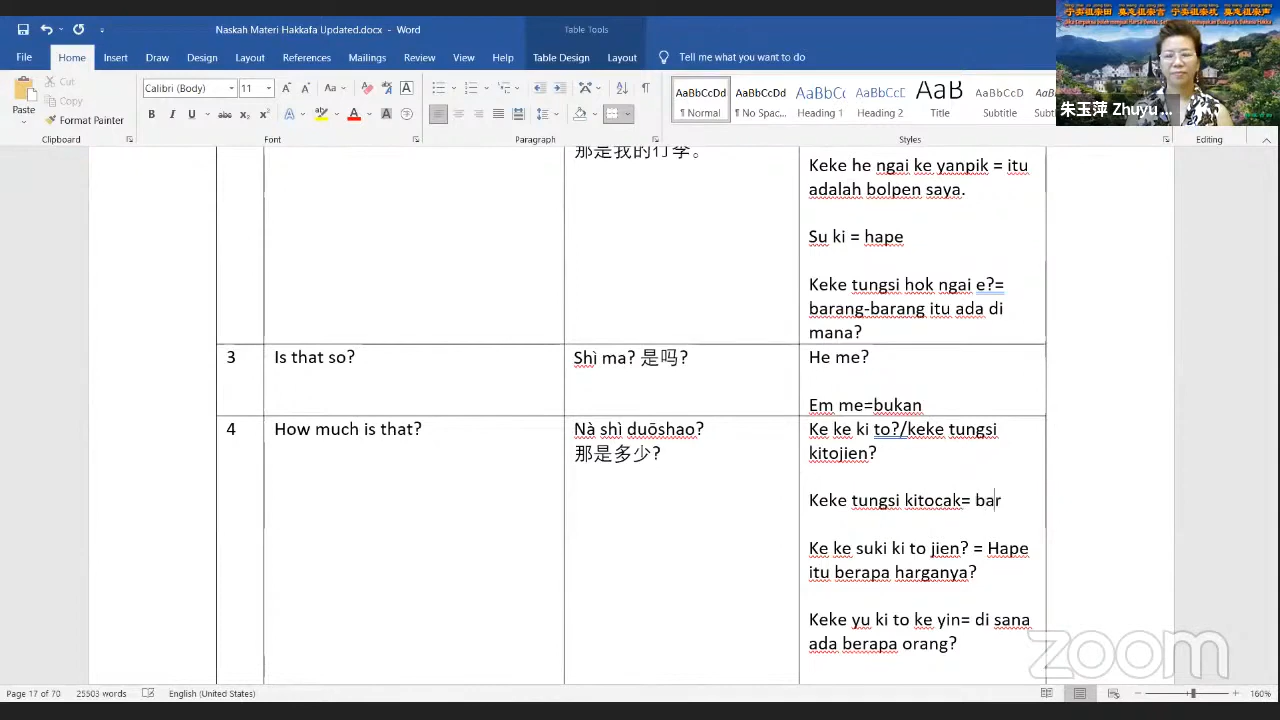 Naskah Materi Hakkafa Updated.docx - Word
Table Tools
File Home Insert Draw Design Layout References Mailings Review View Help Table Design Layout Tell me what you want to do
Paste
Cut
Copy
Format Painter
Clipboard
Calibri (Body) 11
Font
Paragraph
AaBbCcDd AaBbCcDd AaBbCc AaBbCcD AaB AaBbCcD
¶ Normal ¶ No Spac... Heading 1 Heading 2 Title Subtitle
Styles
Editing
朱玉萍 Zhuyu ...
那是我的行李。
Keke he ngai ke yanpik = itu
adalah bolpen saya.
Su ki = hape
Keke tungsi hok ngai e?=
barang-barang itu ada di
mana?
3 Is that so? Shì ma? 是吗? He me?
Em me=bukan
4 How much is that? Nà shì duōshao? Ke ke ki to?/keke tungsi
那是多少? kitojien?
Keke tungsi kitocak= bar
Ke ke suki ki to jien? = Hape
itu berapa harganya?
Keke yu ki to ke yin= di sana
ada berapa orang?
zoom
Page 17 of 70 25503 words English (United States) 160%